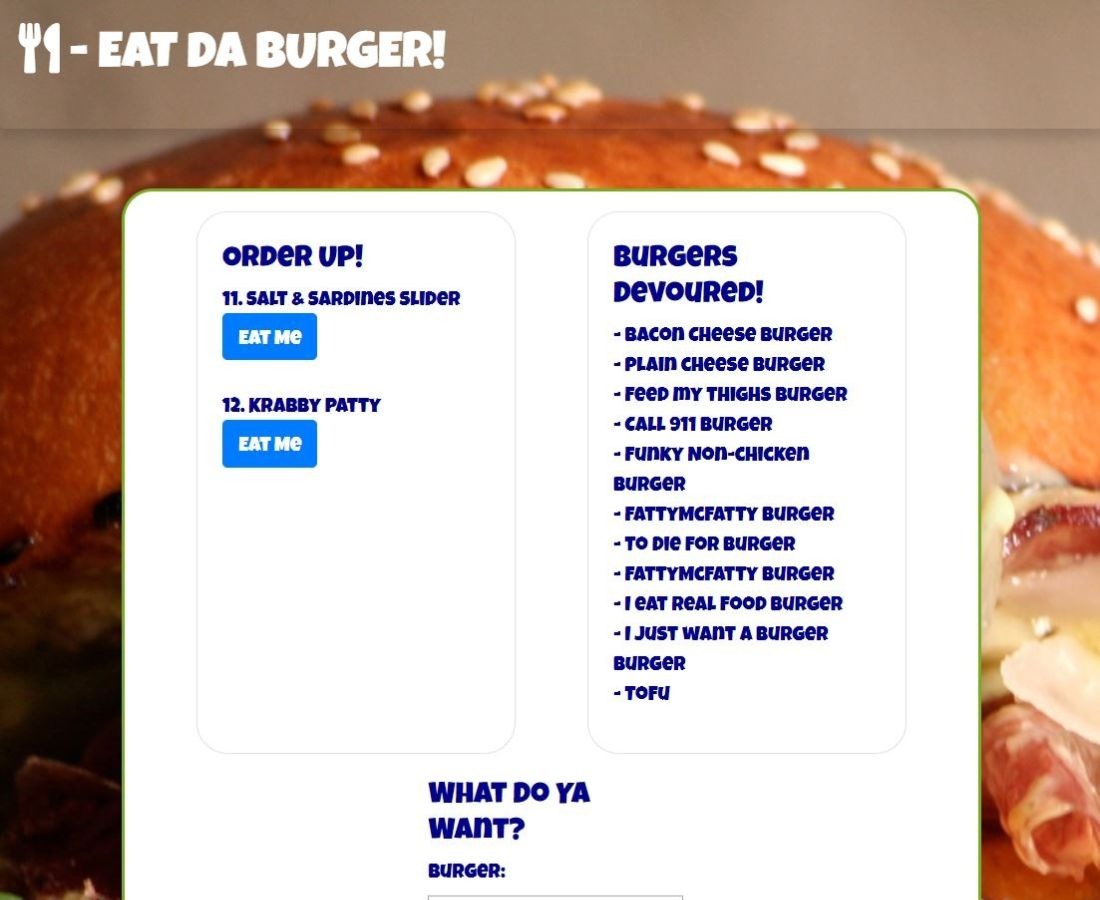 - EAT DA BURGER!
ORDER UP!
11. SALT & SARDINES SLIDER
EAT ME
12. KRABBY PATTY
EAT ME
BURGERS
DEVOURED!
- BACON CHEESE BURGER
- PLAIN CHEESE BURGER
- FEED MY THIGHS BURGER
- CALL 911 BURGER
- FUNKY NON-CHICKEN
BURGER
- FATTYMCFATTY BURGER
- TO DIE FOR BURGER
- FATTYMCFATTY BURGER
- I EAT REAL FOOD BURGER
- I JUST WANT A BURGER
BURGER
- TOFU
WHAT DO YA
WANT?
BURGER: